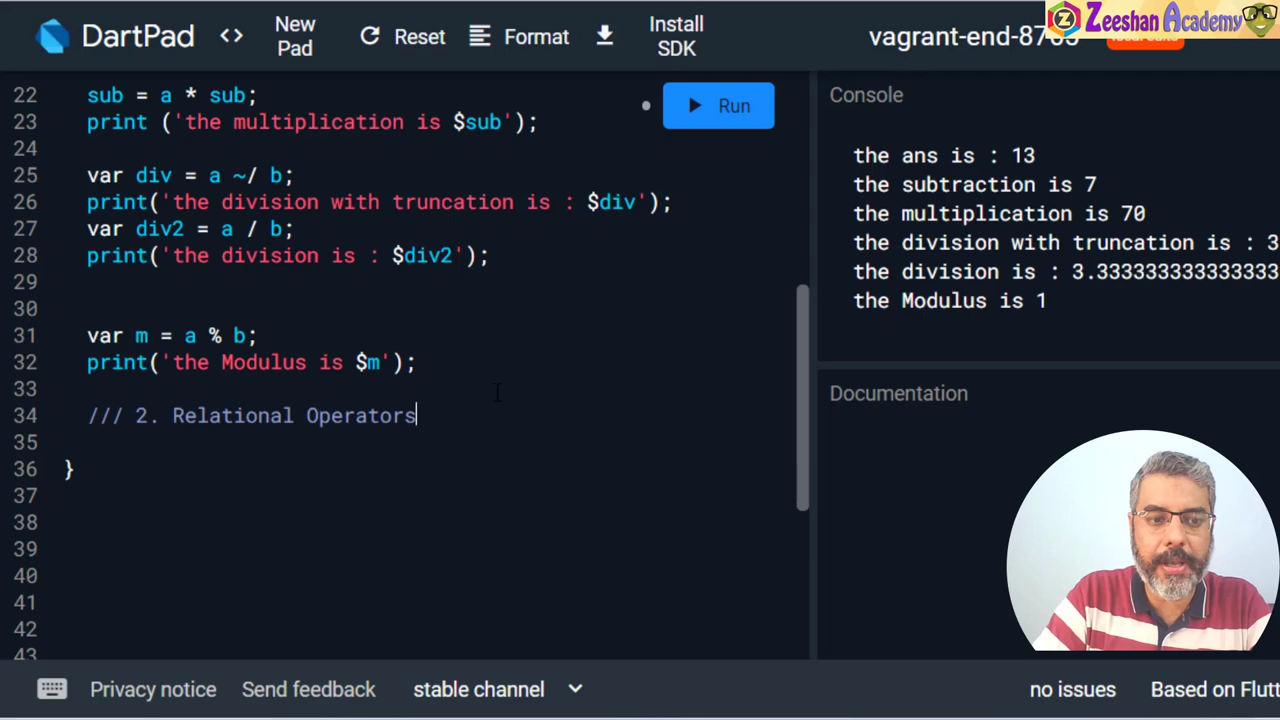 DartPad <> New Pad Reset Format Install SDK vagrant-end-8763
Zeeshan Academy
22 sub = a * sub;
23 print ('the multiplication is $sub');
24
25 var div = a ~/ b;
26 print('the division with truncation is : $div');
27 var div2 = a / b;
28 print('the division is : $div2');
29
30
31 var m = a % b;
32 print('the Modulus is $m');
33
34 /// 2. Relational Operators
35
36 }
37
38
39
40
41
42
43
Run
Console
the ans is : 13
the subtraction is 7
the multiplication is 70
the division with truncation is : 3
the division is : 3.333333333333333
the Modulus is 1
Documentation
Privacy notice Send feedback stable channel no issues Based on Flutt